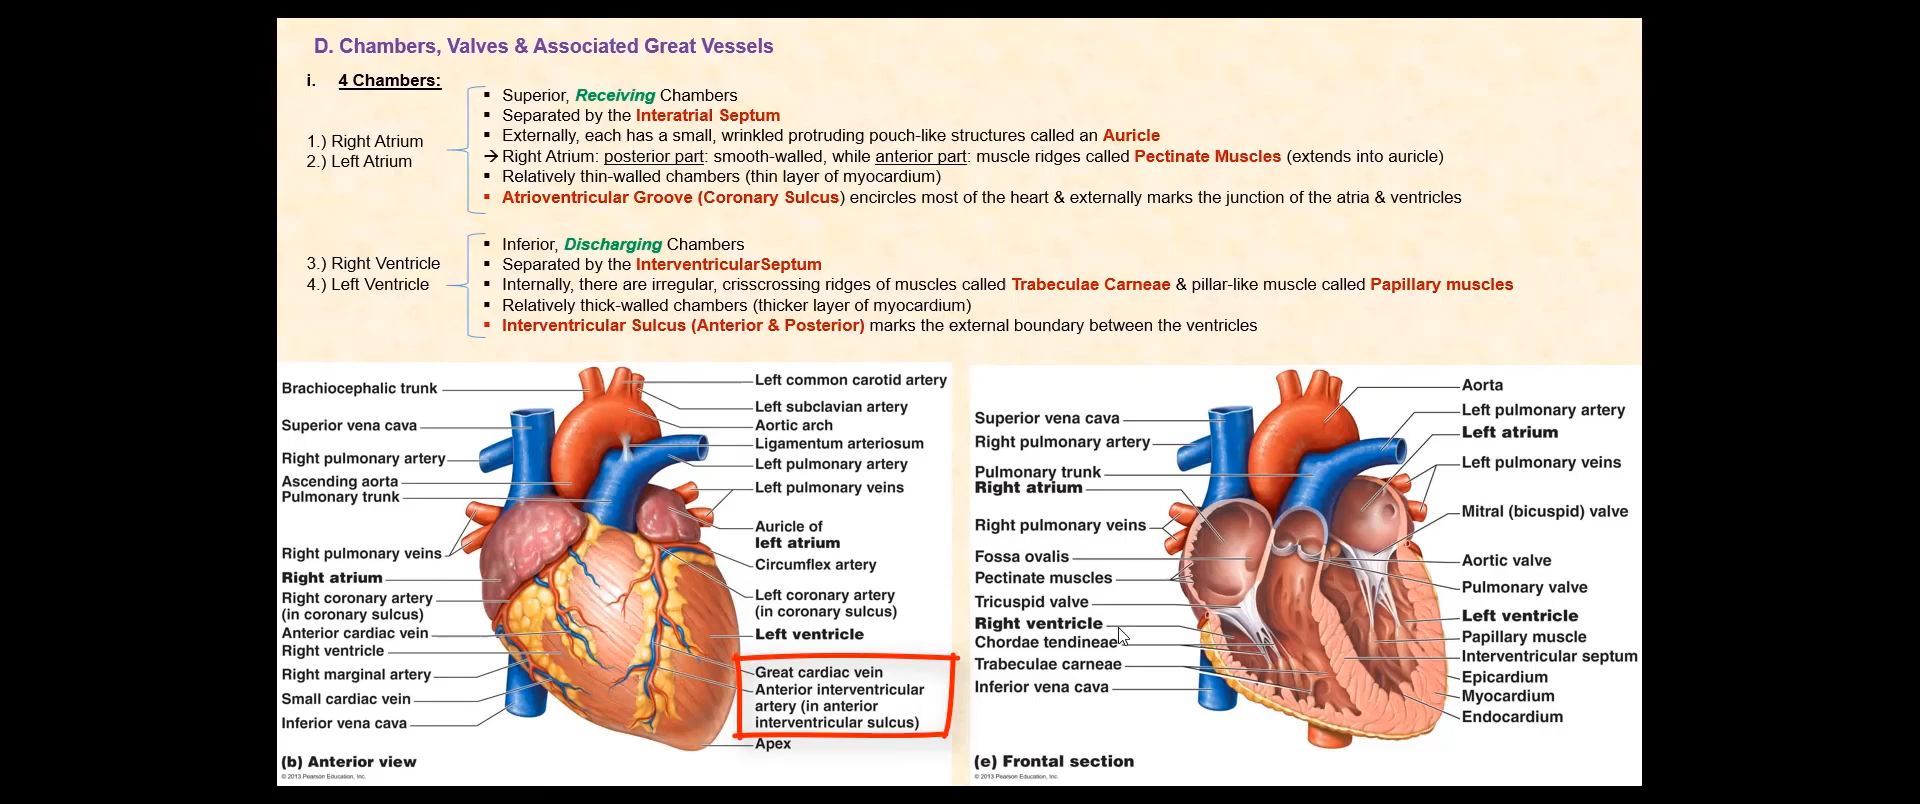 D. Chambers, Valves & Associated Great Vessels
i. 4 Chambers:
1.) Right Atrium
2.) Left Atrium
▪ Superior, Receiving Chambers
▪ Separated by the Interatrial Septum
▪ Externally, each has a small, wrinkled protruding pouch-like structures called an Auricle
→ Right Atrium: posterior part: smooth-walled, while anterior part: muscle ridges called Pectinate Muscles (extends into auricle)
▪ Relatively thin-walled chambers (thin layer of myocardium)
▪ Atrioventricular Groove (Coronary Sulcus) encircles most of the heart & externally marks the junction of the atria & ventricles
3.) Right Ventricle
4.) Left Ventricle
▪ Inferior, Discharging Chambers
▪ Separated by the InterventricularSeptum
▪ Internally, there are irregular, crisscrossing ridges of muscles called Trabeculae Carneae & pillar-like muscle called Papillary muscles
▪ Relatively thick-walled chambers (thicker layer of myocardium)
▪ Interventricular Sulcus (Anterior & Posterior) marks the external boundary between the ventricles
Brachiocephalic trunk
Superior vena cava
Right pulmonary artery
Ascending aorta
Pulmonary trunk
Right pulmonary veins
Right atrium
Right coronary artery
(in coronary sulcus)
Anterior cardiac vein
Right ventricle
Right marginal artery
Small cardiac vein
Inferior vena cava
Left common carotid artery
Left subclavian artery
Aortic arch
Ligamentum arteriosum
Left pulmonary artery
Left pulmonary veins
Auricle of
left atrium
Circumflex artery
Left coronary artery
(in coronary sulcus)
Left ventricle
Great cardiac vein
Anterior interventricular
artery (in anterior
interventricular sulcus)
Apex
(b) Anterior view
© 2013 Pearson Education, Inc.
Superior vena cava
Right pulmonary artery
Pulmonary trunk
Right atrium
Right pulmonary veins
Fossa ovalis
Pectinate muscles
Tricuspid valve
Right ventricle
Chordae tendineae
Trabeculae carneae
Inferior vena cava
Aorta
Left pulmonary artery
Left atrium
Left pulmonary veins
Mitral (bicuspid) valve
Aortic valve
Pulmonary valve
Left ventricle
Papillary muscle
Interventricular septum
Epicardium
Myocardium
Endocardium
(e) Frontal section
© 2013 Pearson Education, Inc.